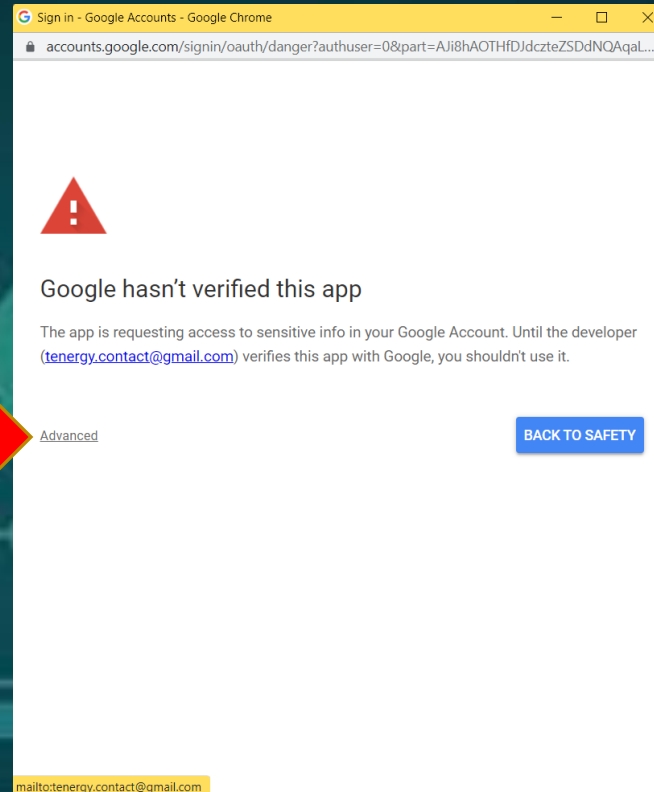 Sign in - Google Accounts - Google Chrome
accounts.google.com/signin/oauth/danger?authuser=0&part=AJi8hAOTHfDJdczteZSDdNQAqaL...
Google hasn’t verified this app
The app is requesting access to sensitive info in your Google Account. Until the developer
(tenergy.contact@gmail.com) verifies this app with Google, you shouldn't use it.
Advanced
BACK TO SAFETY
mailto:tenergy.contact@gmail.com